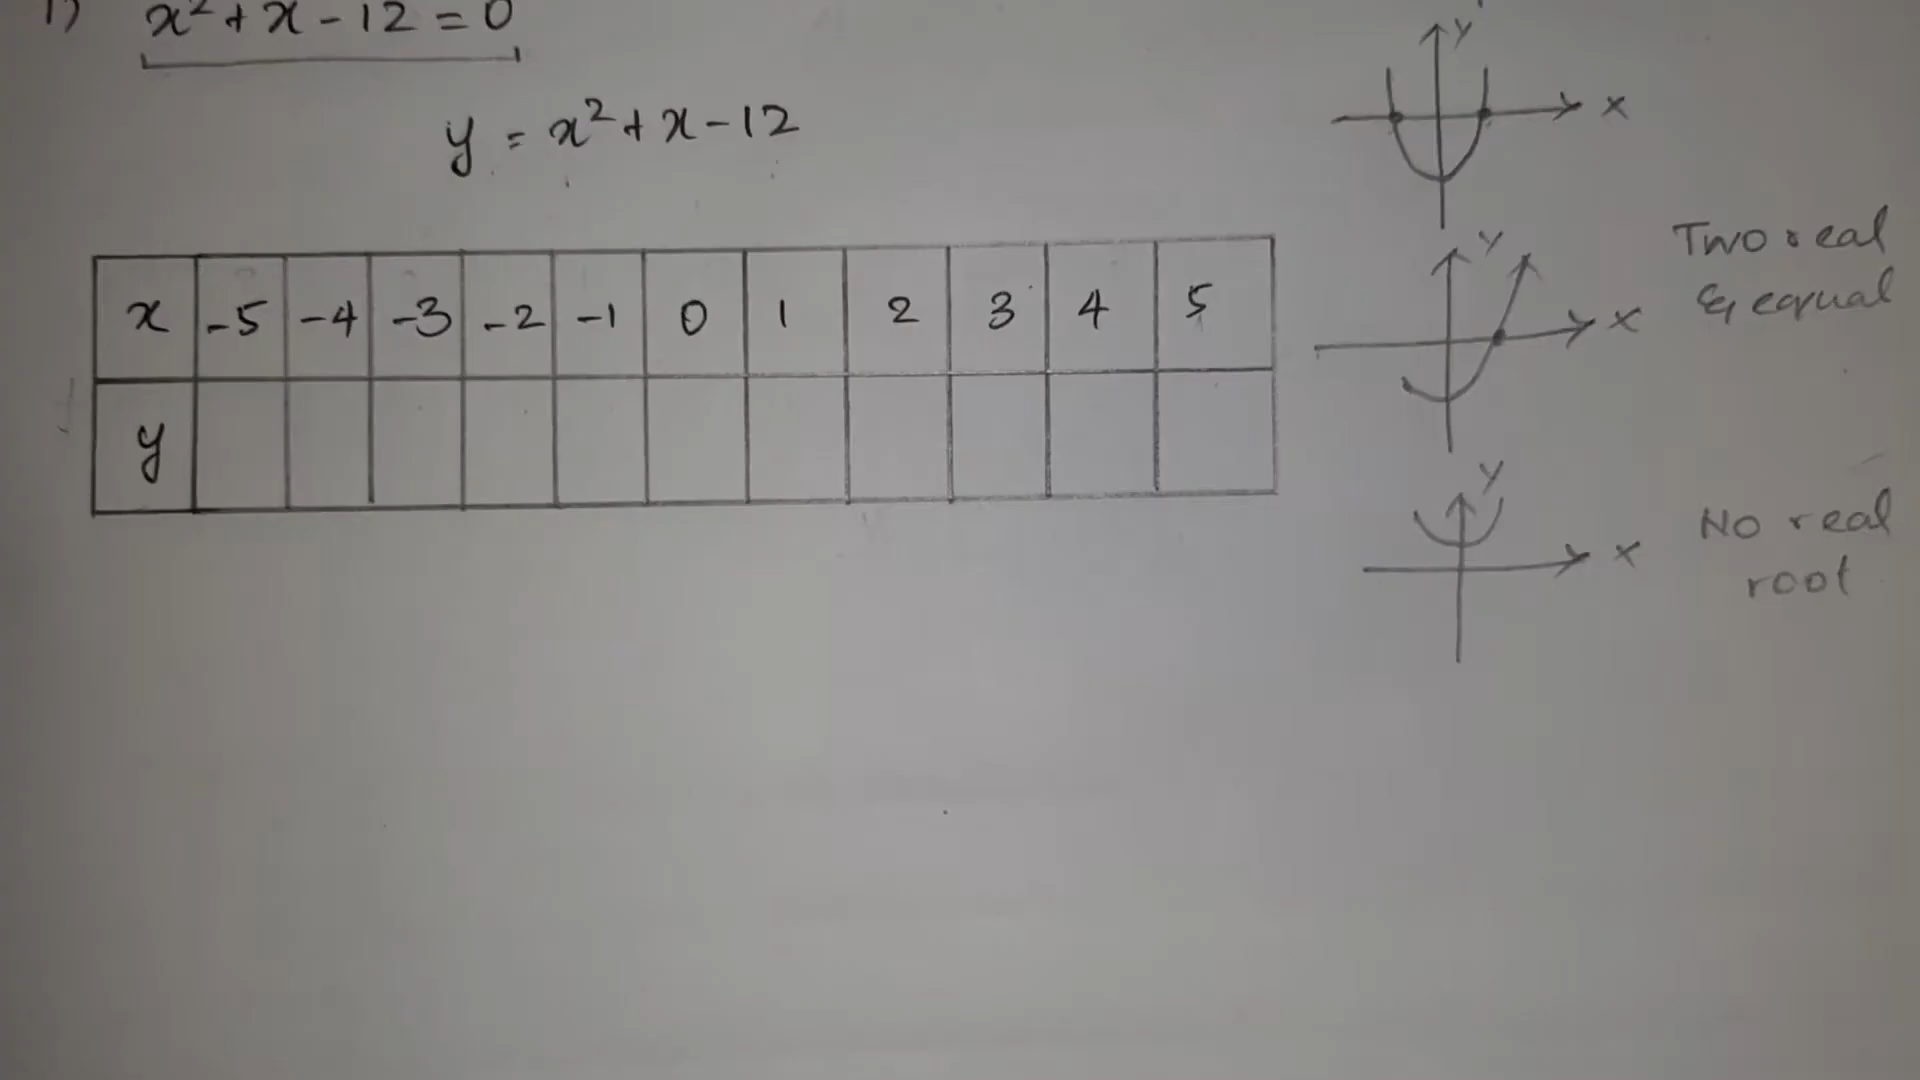 1) x² + x - 12 = 0
y = x² + x - 12
x -5 -4 -3 -2 -1 0 1 2 3 4 5
y
y
x
Two real
& equal
y
x
No real
root
y
x